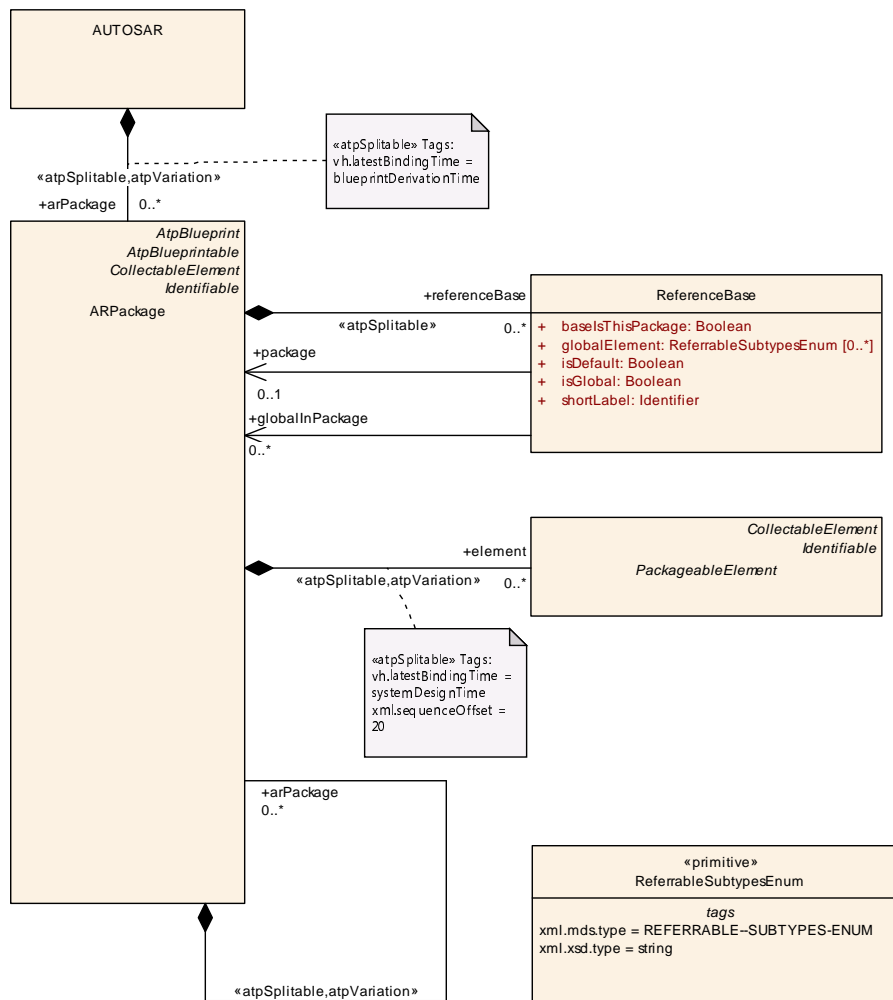 AUTOSAR
«atpSplitable» Tags:
vh.latestBindingTime =
blueprintDerivationTime
«atpSplitable,atpVariation»
+arPackage 0..*
AtpBlueprint
AtpBlueprintable
CollectableElement
Identifiable
ARPackage
+referenceBase
«atpSplitable» 0..*
ReferenceBase
+ baseIsThisPackage: Boolean
+ globalElement: ReferrableSubtypesEnum [0..*]
+ isDefault: Boolean
+ isGlobal: Boolean
+ shortLabel: Identifier
+package
0..1
+globalInPackage
0..*
+element
«atpSplitable,atpVariation» 0..*
CollectableElement
Identifiable
PackageableElement
«atpSplitable» Tags:
vh.latestBindingTime =
systemDesignTime
xml.sequenceOffset =
20
+arPackage
0..*
«atpSplitable,atpVariation»
«primitive»
ReferrableSubtypesEnum
tags
xml.mds.type = REFERRABLE--SUBTYPES-ENUM
xml.xsd.type = string